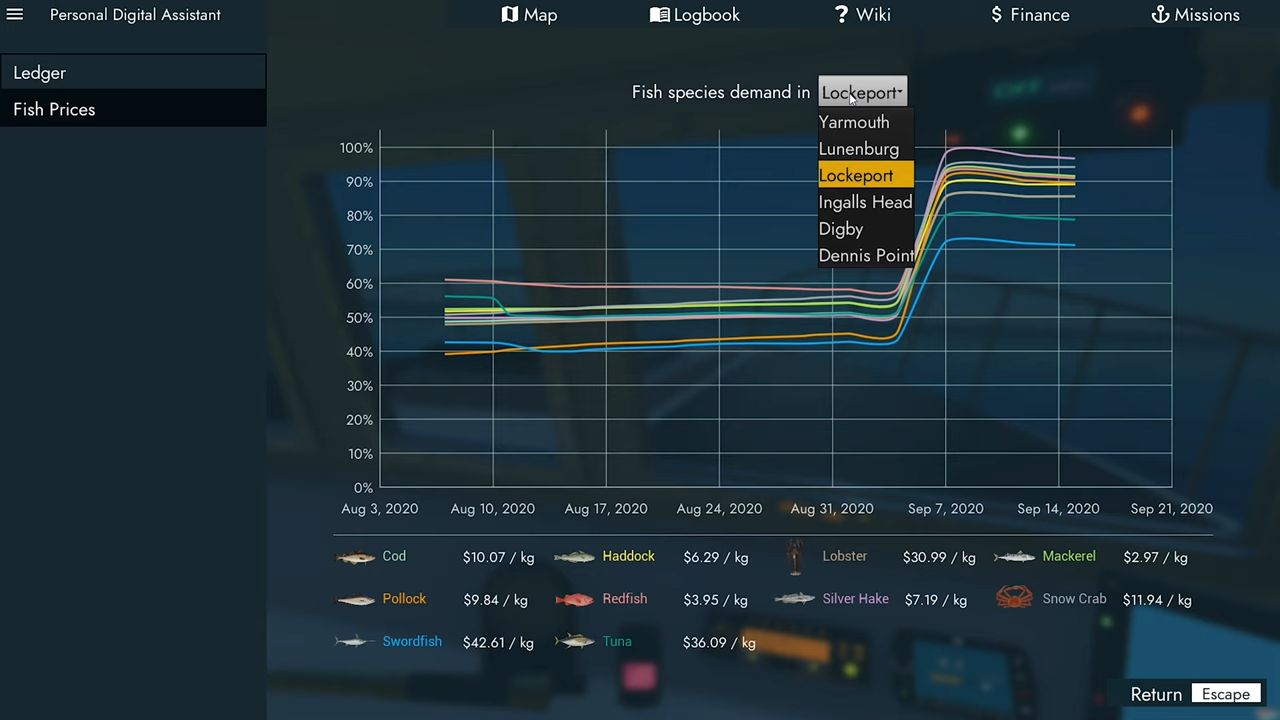 Personal Digital Assistant
Map
Logbook
? Wiki
$ Finance
Missions
Ledger
Fish Prices
Fish species demand in Lockeport
Yarmouth
Lunenburg
Lockeport
Ingalls Head
Digby
Dennis Point
100%
90%
80%
70%
60%
50%
40%
30%
20%
10%
0%
Aug 3, 2020 Aug 10, 2020 Aug 17, 2020 Aug 24, 2020 Aug 31, 2020 Sep 7, 2020 Sep 14, 2020 Sep 21, 2020
Cod $10.07 / kg Haddock $6.29 / kg Lobster $30.99 / kg Mackerel $2.97 / kg
Pollock $9.84 / kg Redfish $3.95 / kg Silver Hake $7.19 / kg Snow Crab $11.94 / kg
Swordfish $42.61 / kg Tuna $36.09 / kg
Return Escape